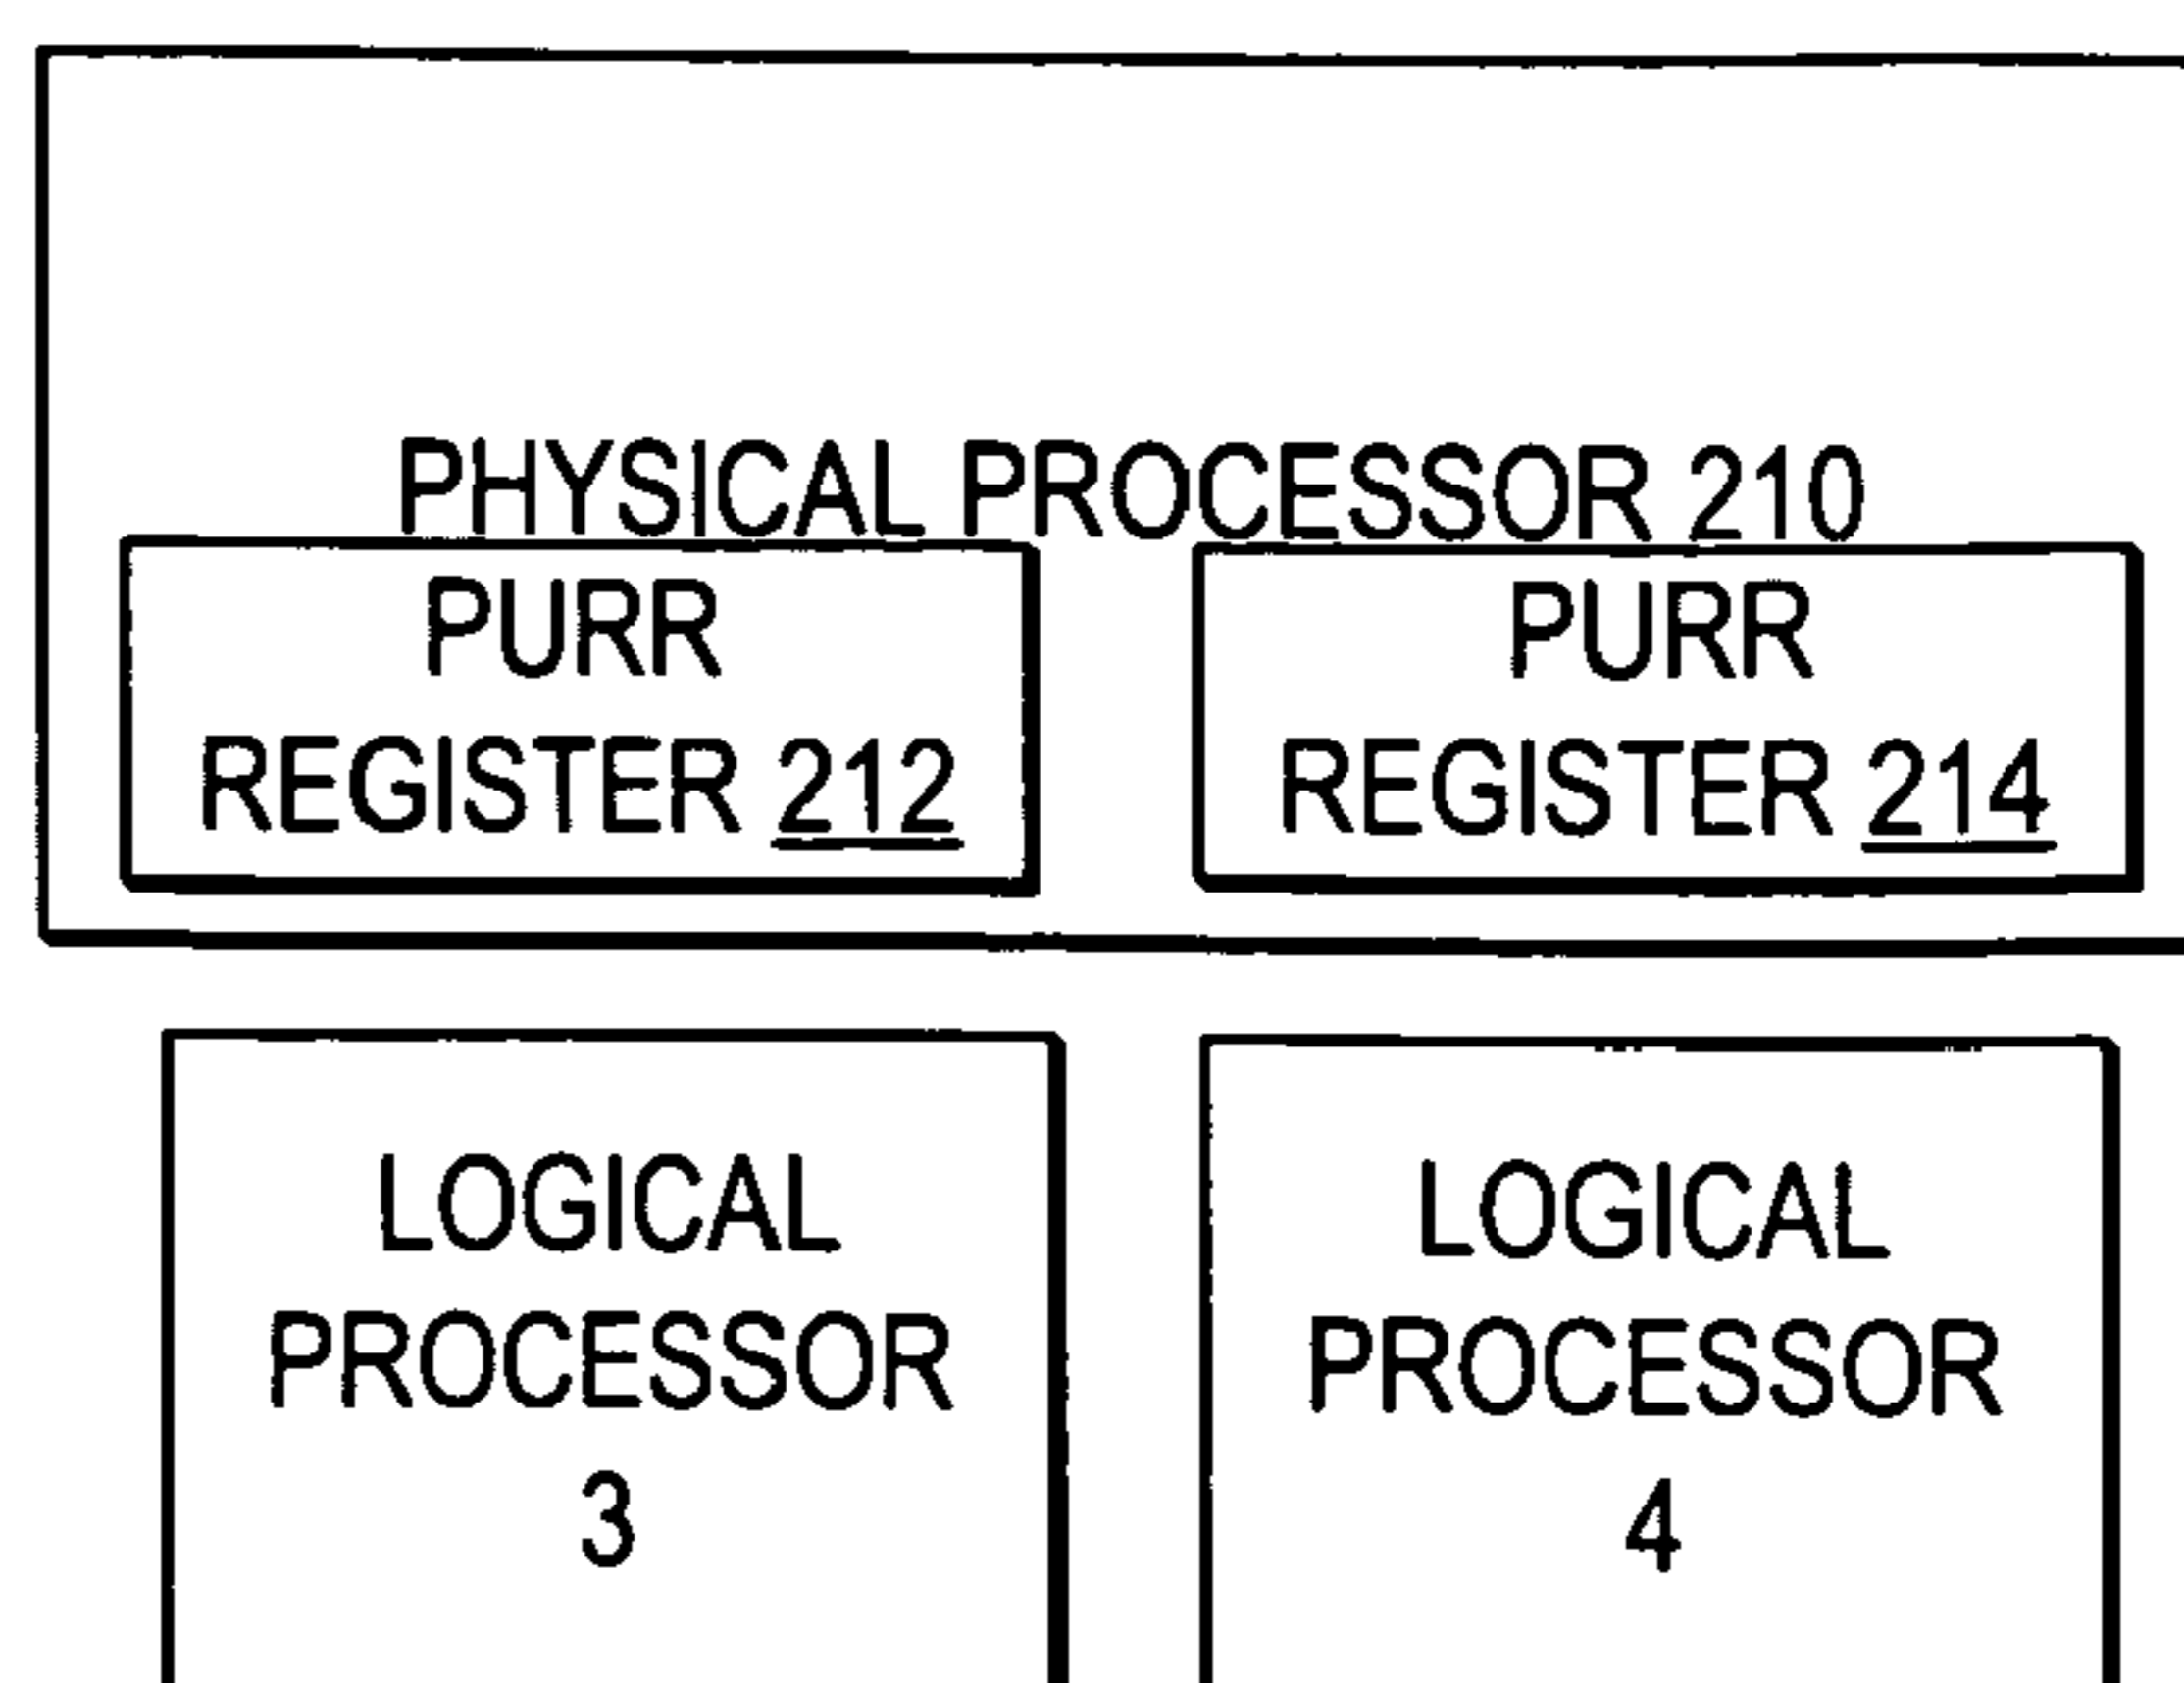 PHYSICAL PROCESSOR 210
PURR
REGISTER 212
PURR
REGISTER 214
LOGICAL
PROCESSOR
3
LOGICAL
PROCESSOR
4